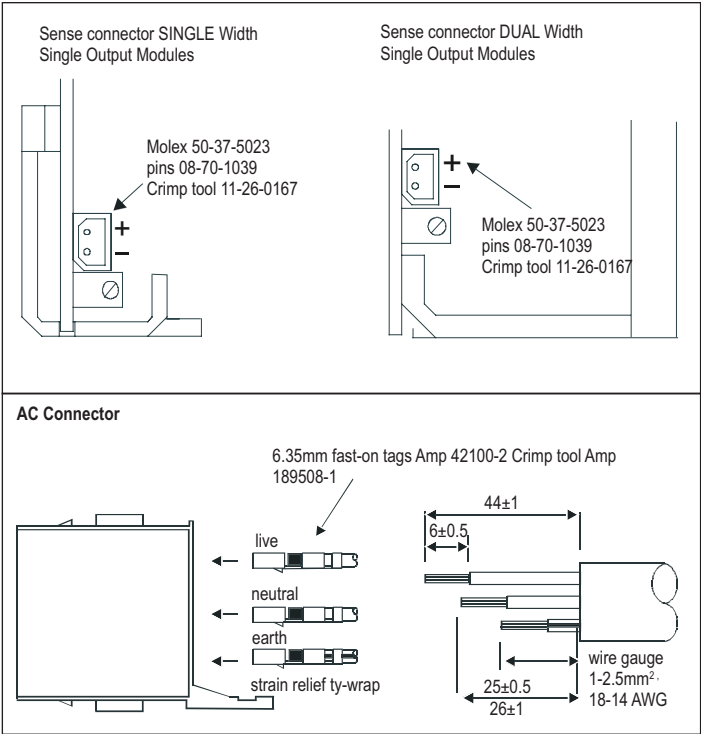 Sense connector SINGLE Width
Single Output Modules
Sense connector DUAL Width
Single Output Modules
Molex 50-37-5023
pins 08-70-1039
Crimp tool 11-26-0167
+
−
+
−
Molex 50-37-5023
pins 08-70-1039
Crimp tool 11-26-0167
AC Connector
6.35mm fast-on tags Amp 42100-2 Crimp tool Amp
189508-1
live
neutral
earth
strain relief ty-wrap
44±1
6±0.5
25±0.5
26±1
wire gauge
1-2.5mm²,
18-14 AWG